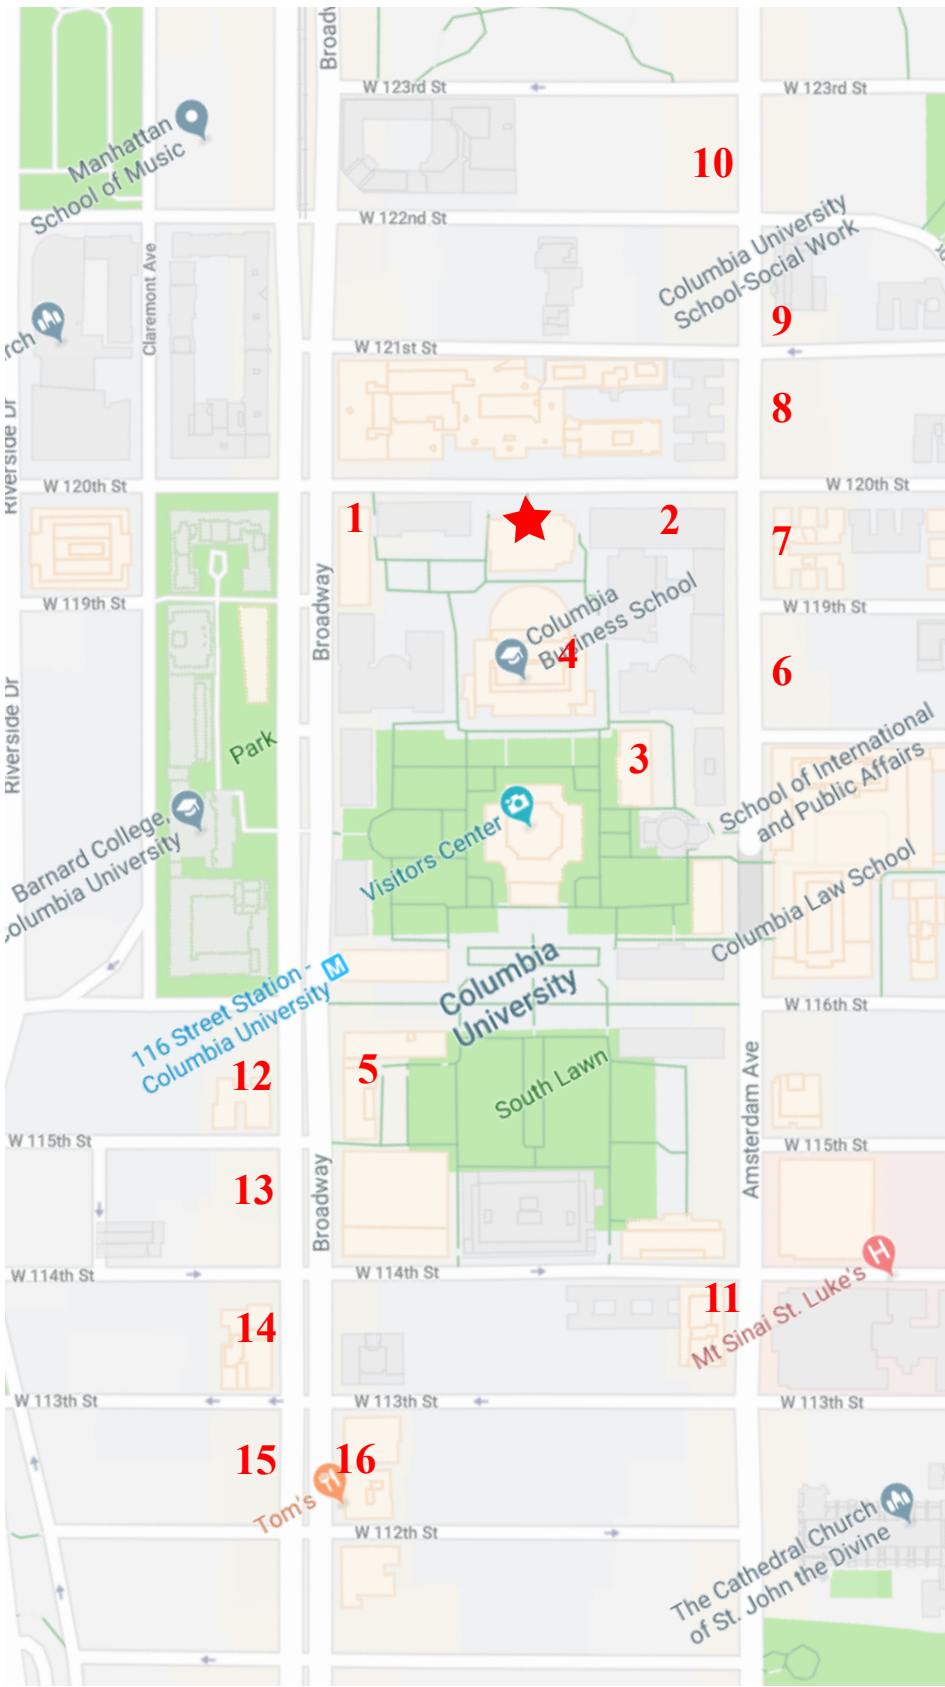 Broadw
W 123rd St
W 123rd St
Manhattan
School of Music
10
W 122nd St
Claremont Ave
Columbia University
School-Social Work
9
rch
W 121st St
8
Riverside Dr
W 120th St
W 120th St
1
2
7
W 119th St
Broadway
W 119th St
Columbia
Business School
4
6
Riverside Dr
Park
3
School of International
and Public Affairs
Barnard College,
Columbia University
Visitors Center
Columbia Law School
Columbia
University
116 Street Station -
Columbia University
M
W 116th St
12
5
South Lawn
Amsterdam Ave
W 115th St
W 115th St
13
Broadway
W 114th St
W 114th St
H
Mt Sinai St. Luke's
11
14
W 113th St
W 113th St
W 113th St
15
16
Tom's
W 112th St
The Cathedral Church
of St. John the Divine